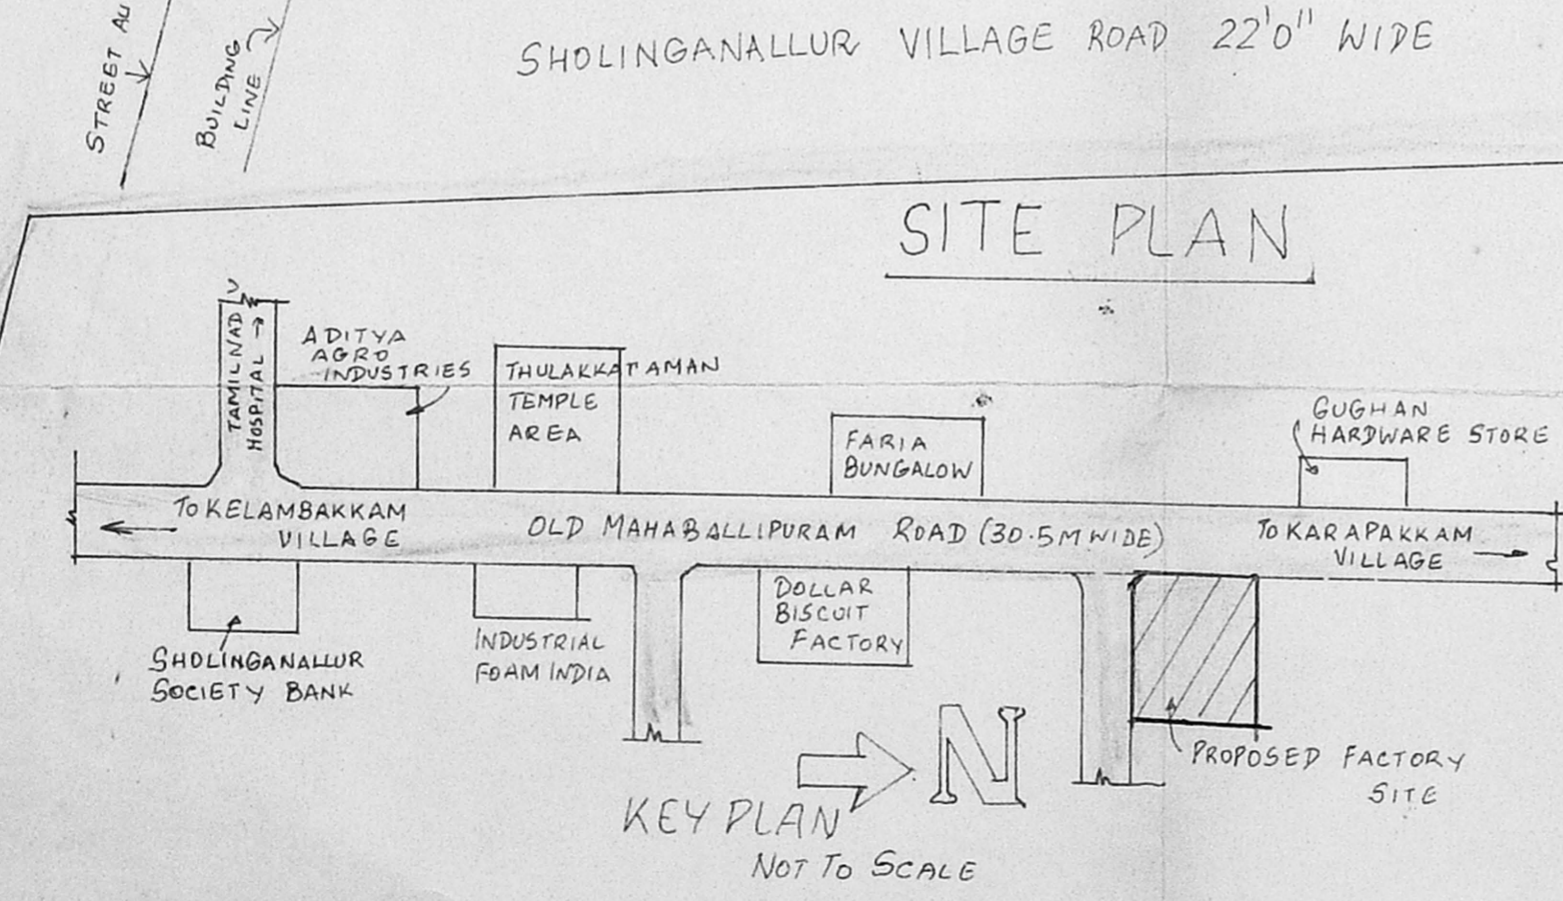 STREET
BUILDING
LINE
SHOLINGANALLUR VILLAGE ROAD 22'0" WIDE
SITE PLAN
TAMILNADU
HOSPITAL →
ADITYA
AGRO
INDUSTRIES
THULAKKATAMAN
TEMPLE
AREA
FARIA
BUNGALOW
GUGHAN
HARDWARE STORE
TO KELAMBAKKAM
VILLAGE
OLD MAHABALLIPURAM ROAD (30.5M WIDE)
TO KARAPAKKAM
VILLAGE
SHOLINGANALLUR
SOCIETY BANK
INDUSTRIAL
FOAM INDIA
DOLLAR
BISCUIT
FACTORY
N
PROPOSED FACTORY
SITE
KEY PLAN
NOT TO SCALE